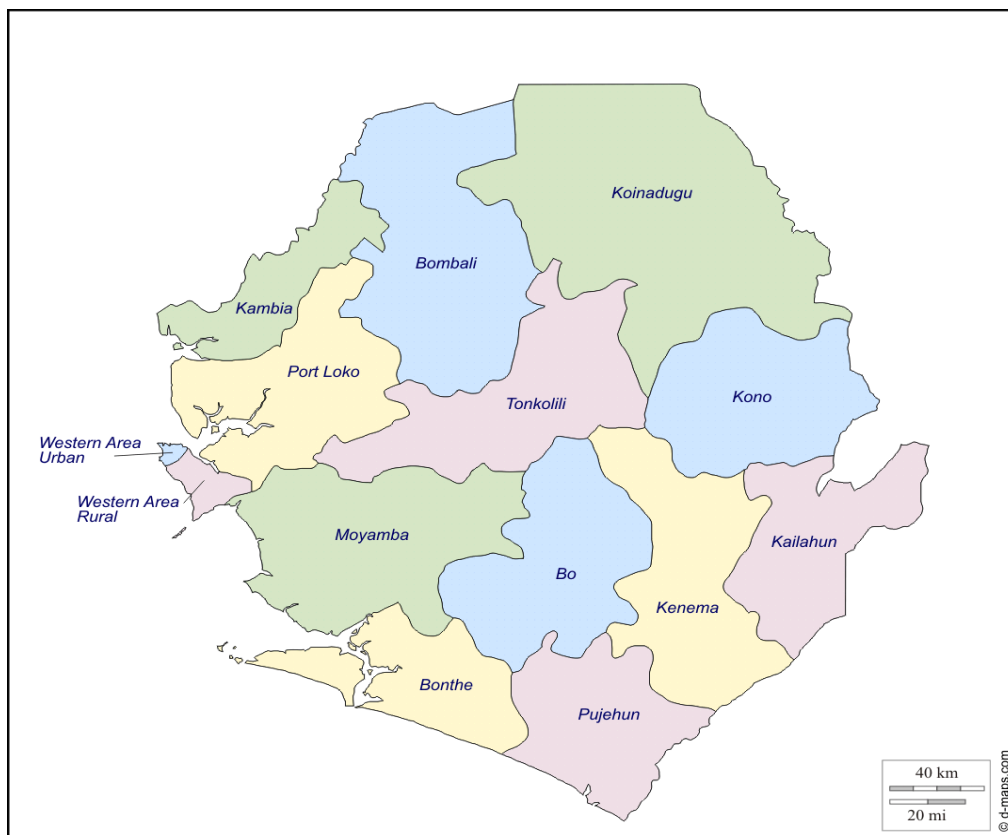 Koinadugu
Bombali
Kambia
Port Loko
Kono
Tonkolili
Western Area
Urban
Western Area
Rural
Moyamba
Kailahun
Bo
Kenema
Bonthe
Pujehun
40 km
20 mi
© d-maps.com